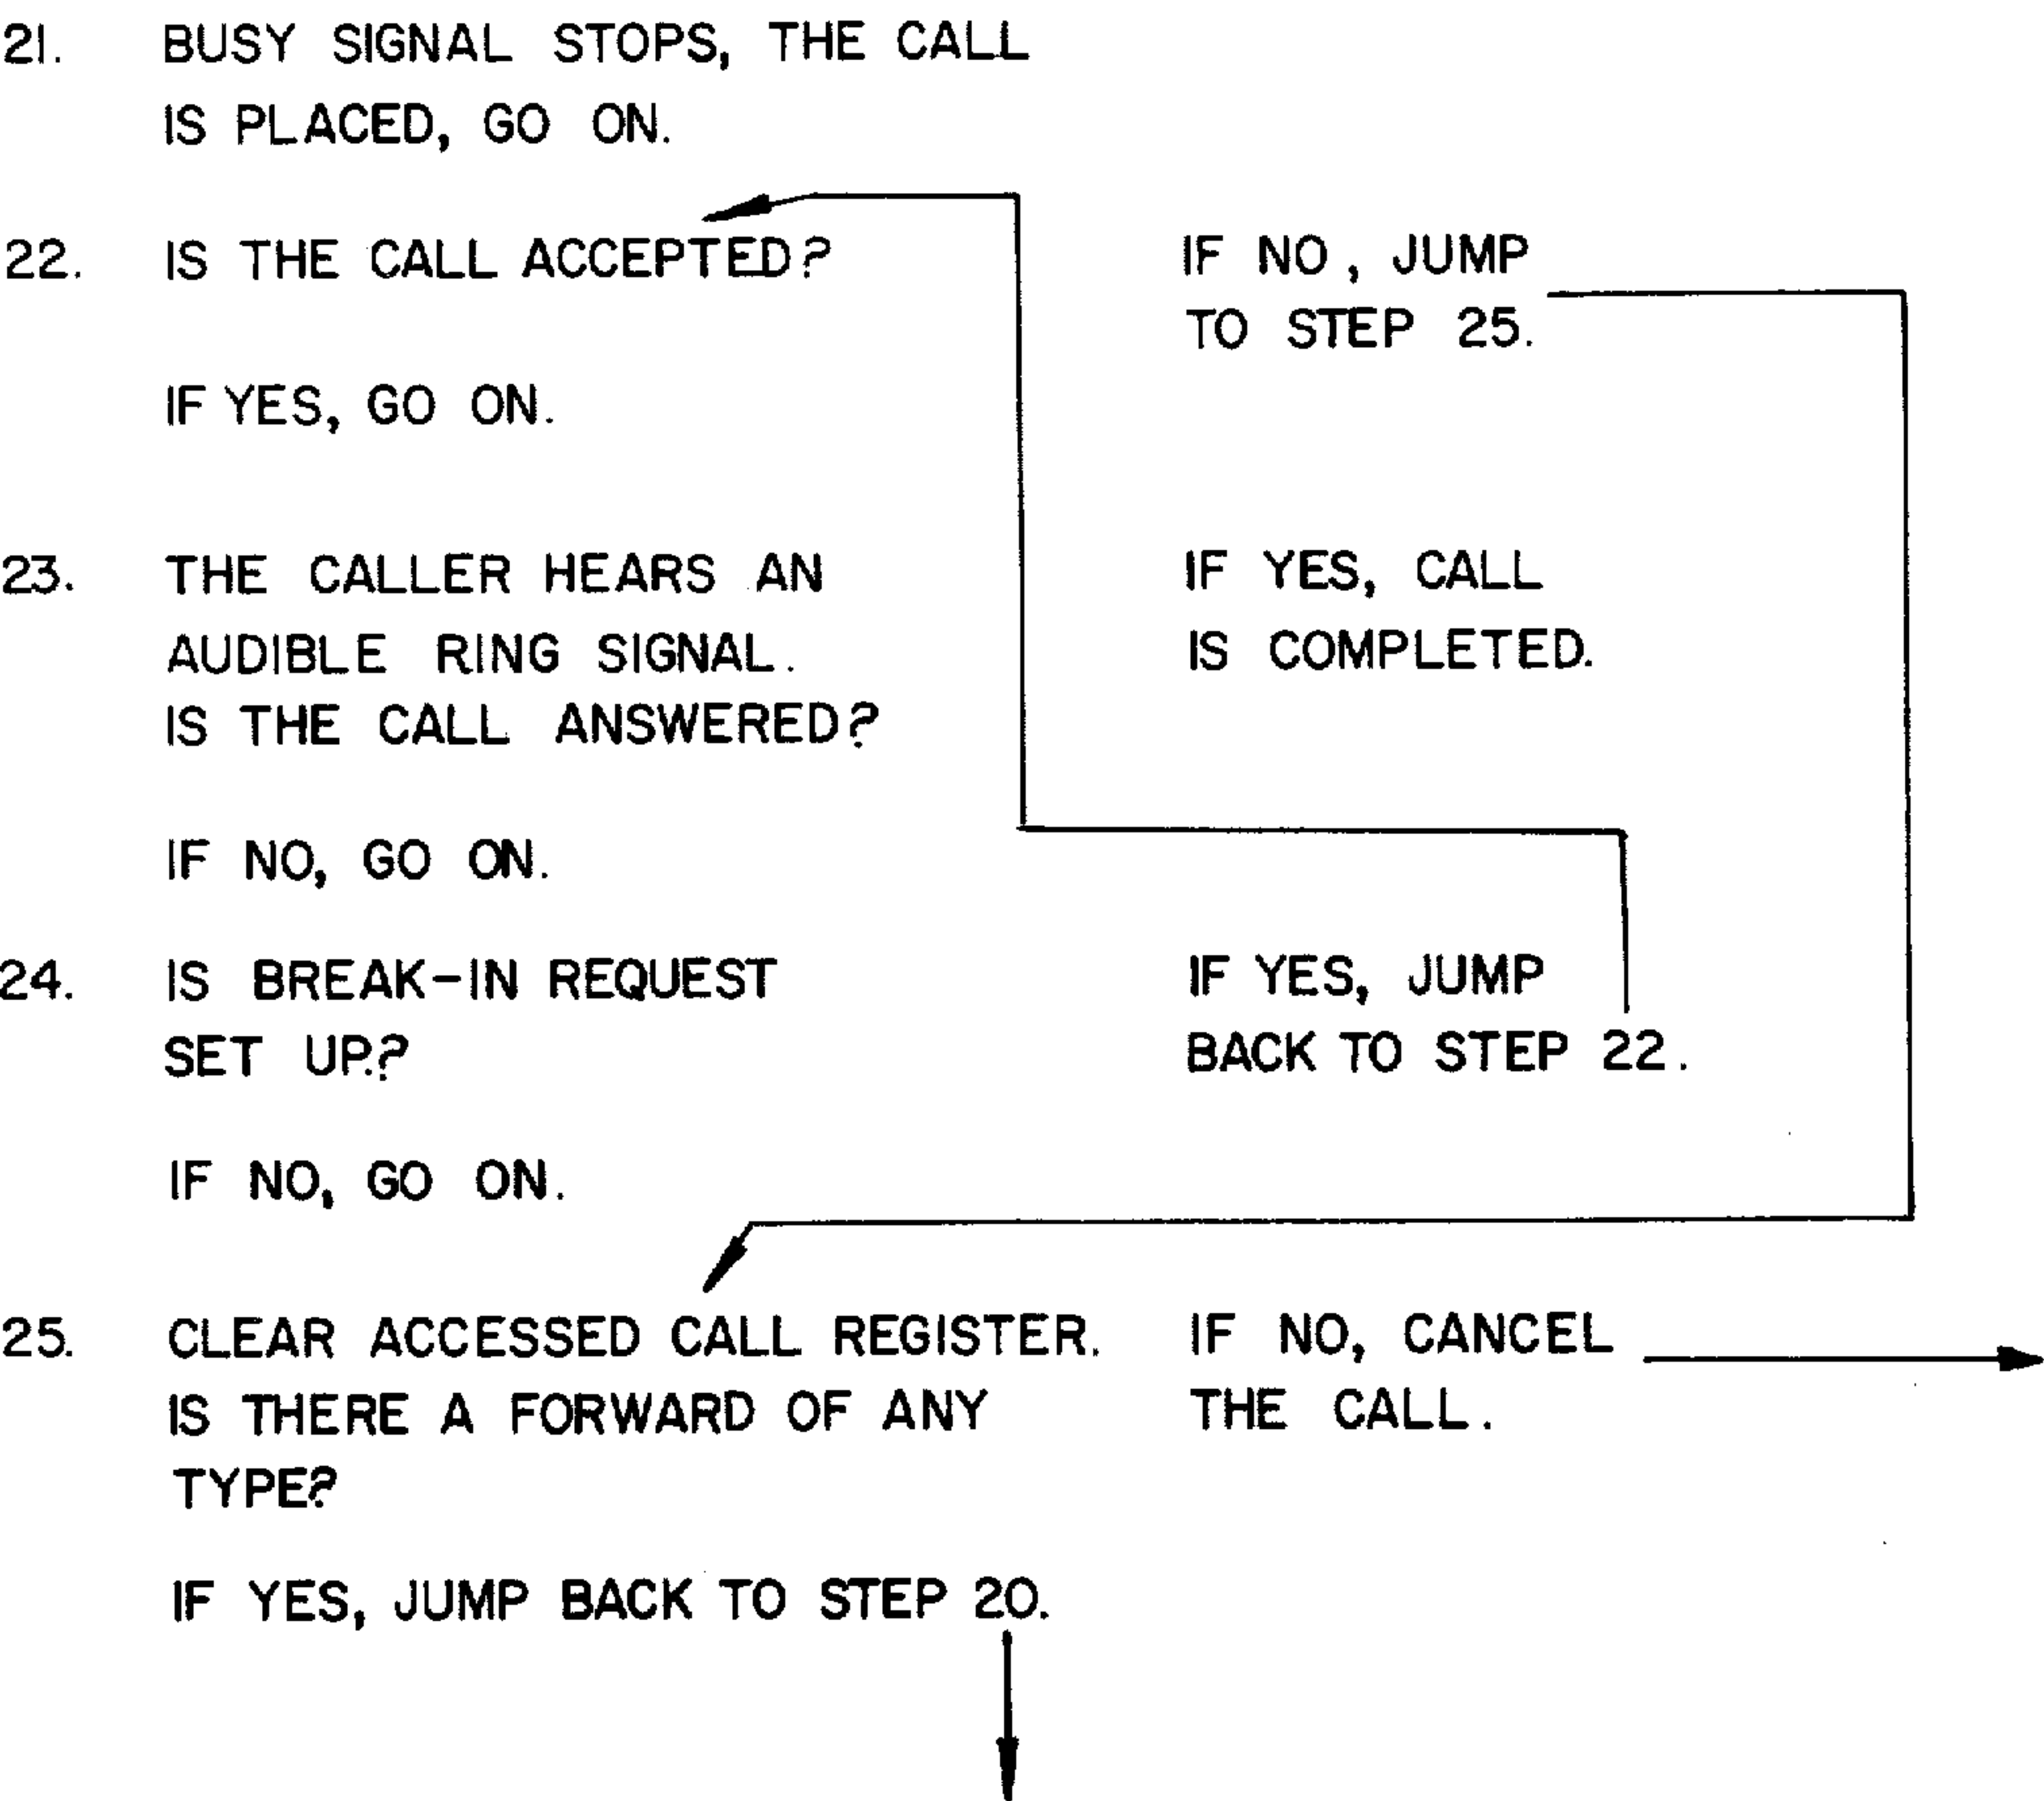 21. BUSY SIGNAL STOPS, THE CALL
IS PLACED, GO ON.
22. IS THE CALL ACCEPTED?
IF NO, JUMP
TO STEP 25.
IF YES, GO ON.
23. THE CALLER HEARS AN
AUDIBLE RING SIGNAL.
IS THE CALL ANSWERED?
IF YES, CALL
IS COMPLETED.
IF NO, GO ON.
24. IS BREAK-IN REQUEST
SET UP.?
IF YES, JUMP
BACK TO STEP 22.
IF NO, GO ON.
25. CLEAR ACCESSED CALL REGISTER.
IS THERE A FORWARD OF ANY
TYPE?
IF NO, CANCEL
THE CALL.
IF YES, JUMP BACK TO STEP 20.